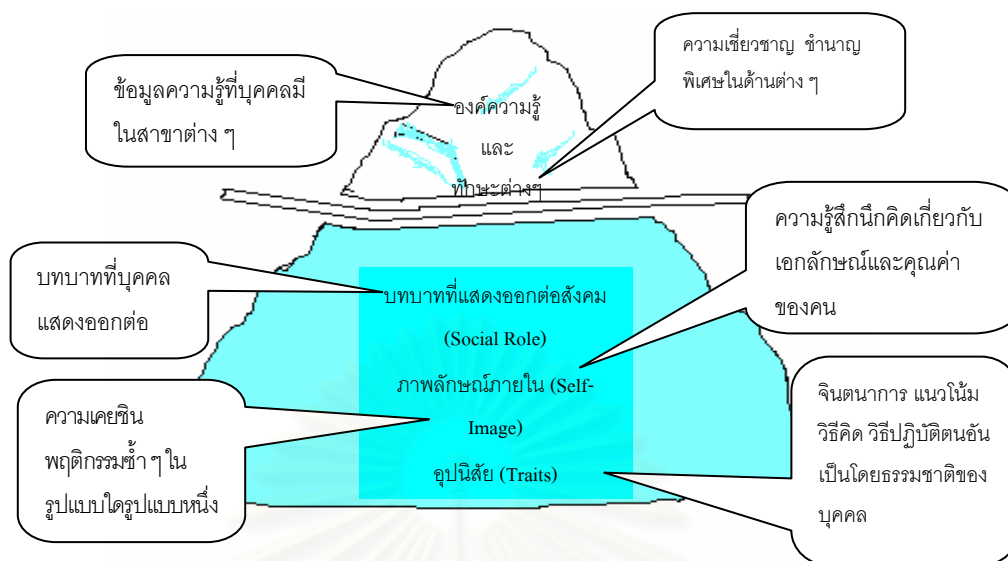 ความเชี่ยวชาญ ชำนาญ
พิเศษในด้านต่าง ๆ
ข้อมูลความรู้ที่บุคคลมี
ในสาขาต่าง ๆ
องค์ความรู้
และ
ทักษะต่างๆ
ความรู้สึกนึกคิดเกี่ยวกับ
เอกลักษณ์และคุณค่า
ของคน
บทบาทที่บุคคล
แสดงออกต่อ
บทบาทที่แสดงออกต่อสังคม
(Social Role)
ภาพลักษณ์ภายใน (Self-
Image)
อุปนิสัย (Traits)
ความเคยชิน
พฤติกรรมซ้ำ ๆ ใน
รูปแบบใดรูปแบบหนึ่ง
จินตนาการ แนวโน้ม
วิธีคิด วิธีปฏิบัติตนอัน
เป็นโดยธรรมชาติของ
บุคคล